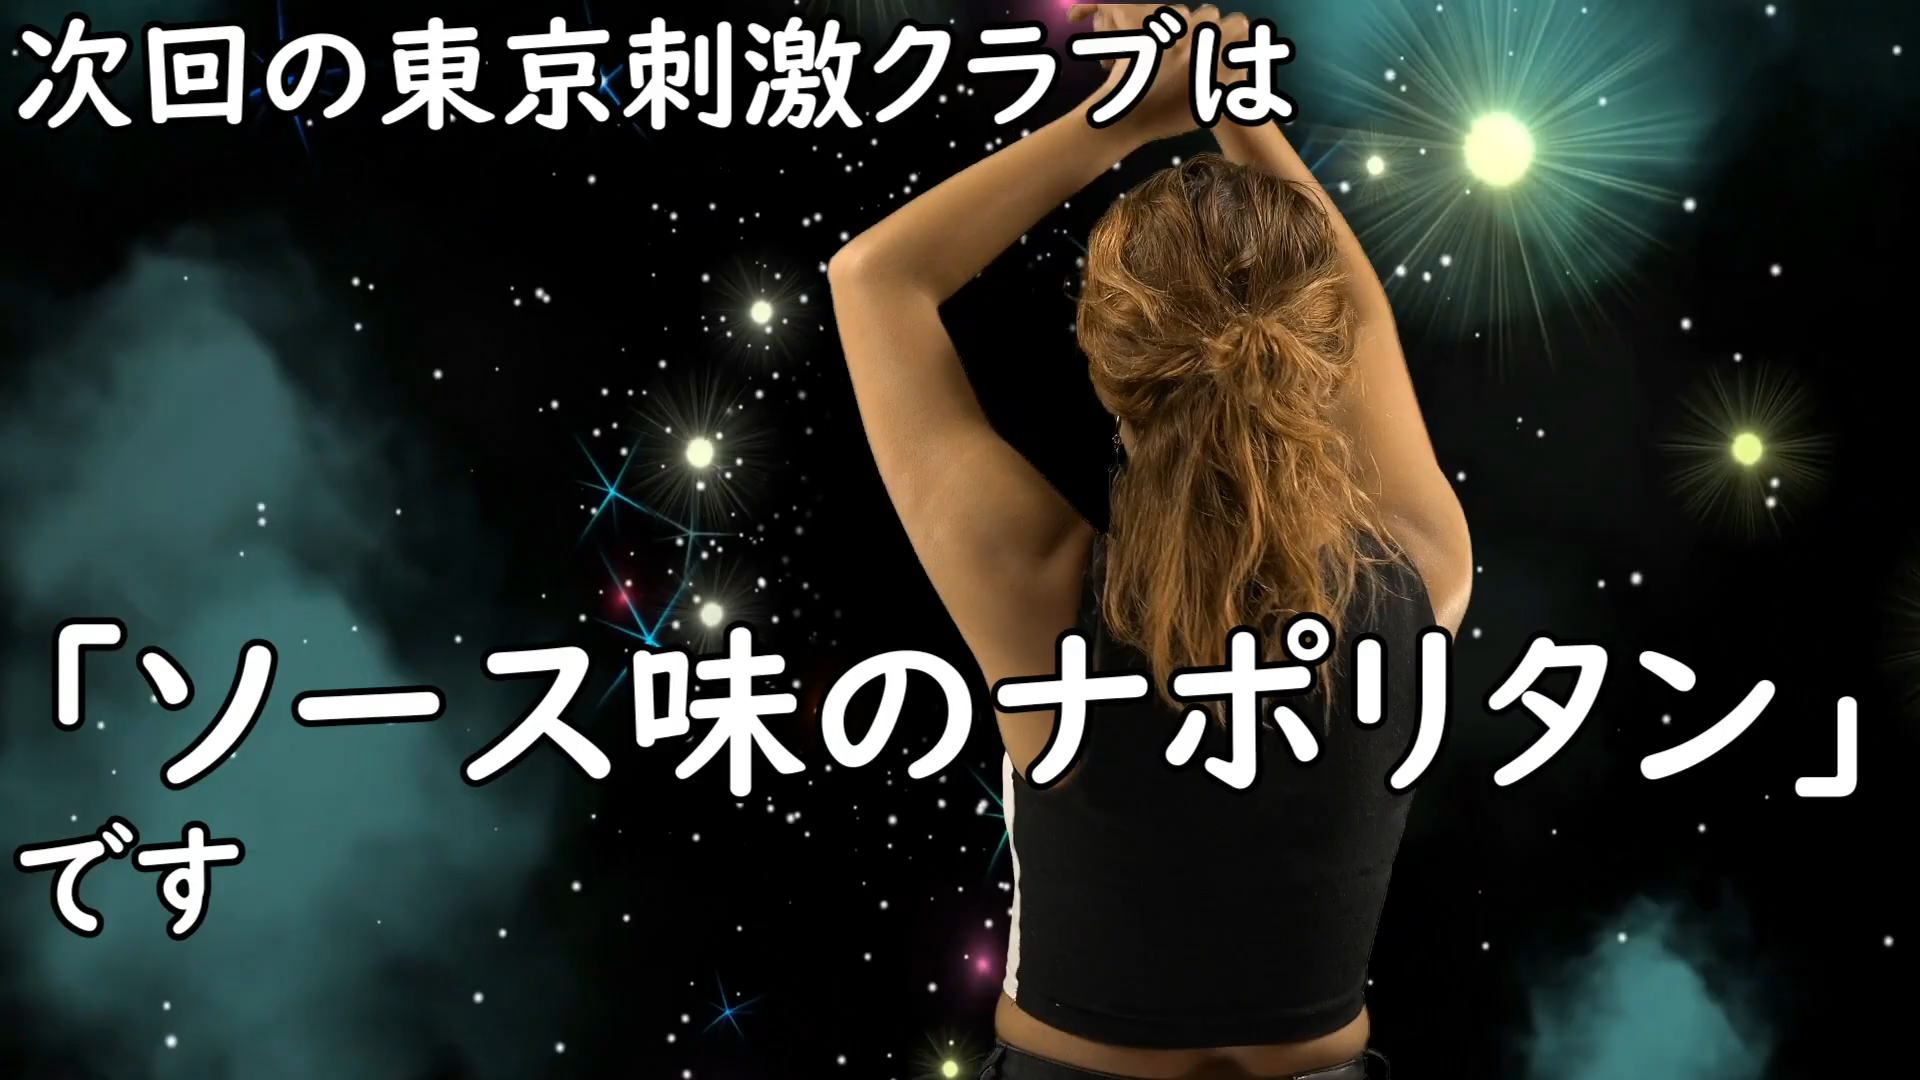 次回の東京刺激クラブは
「ソース味のナポリタン」
です